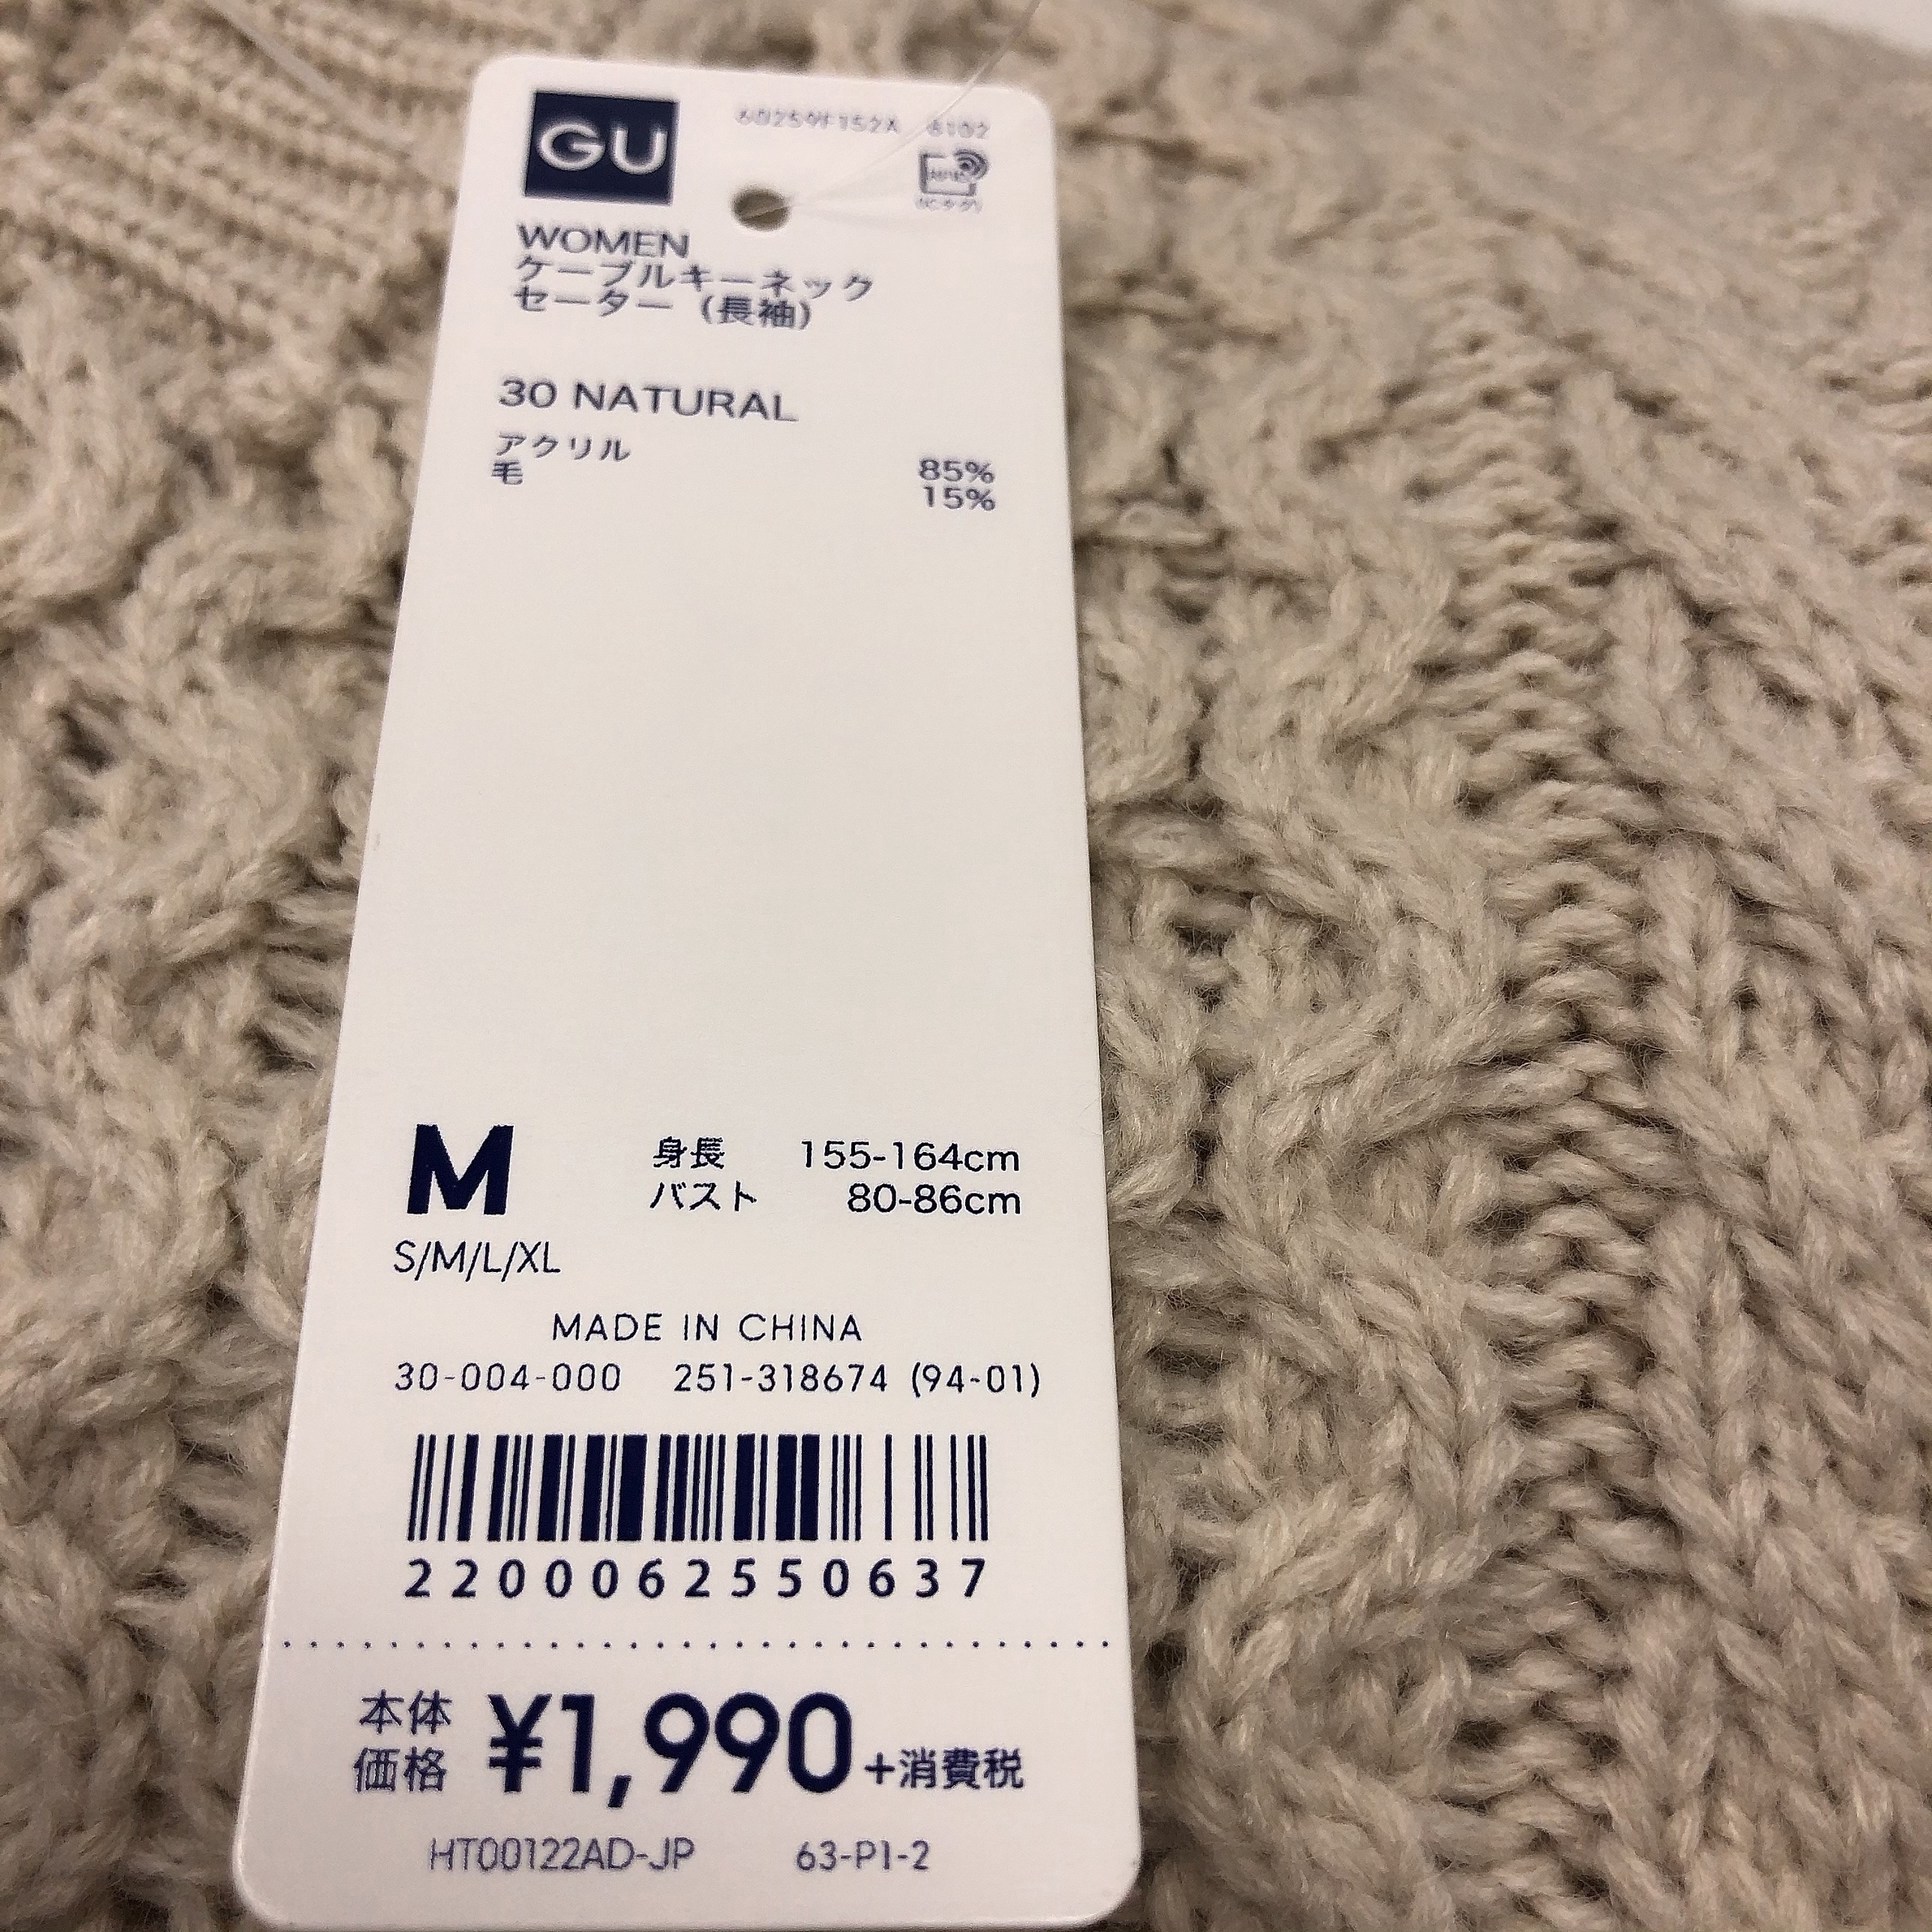 GU
WOMEN
ケーブルキーネック
セーター (長袖)
30 NATURAL
アクリル 85%
毛 15%
M 身長 155-164cm
バスト 80-86cm
S/M/L/XL
MADE IN CHINA
30-004-000 251-318674 (94-01)
2200062550637
本体価格 ¥1,990+消費税
HT00122AD-JP 63-P1-2